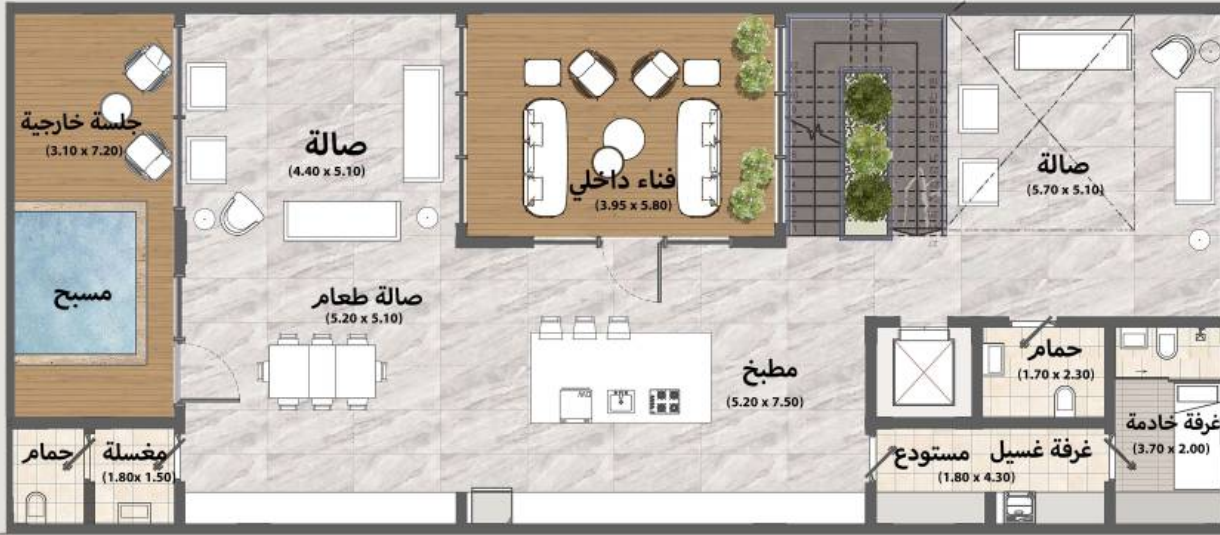 جلسة خارجية
(3.10 x 7.20)
مسبح
حمام
مغسلة
(1.80x 1.50)
صالة
(4.40 x 5.10)
صالة طعام
(5.20 x 5.10)
فناء داخلي
(3.95 x 5.80)
مطبخ
(5.20 x 7.50)
DW
صالة
(5.70 x 5.10)
حمام
(1.70 x 2.30)
غرفة غسيل
مستودع
(1.80 x 4.30)
غرفة خادمة
(3.70 x 2.00)